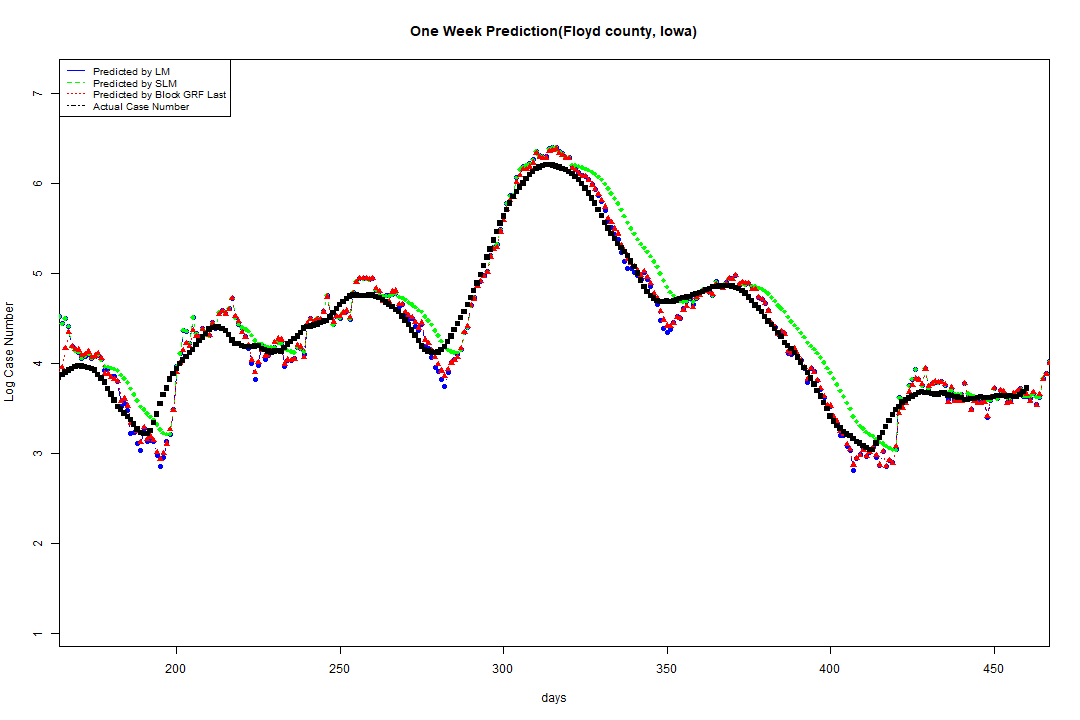 One Week Prediction(Floyd county, Iowa)
Predicted by LM
Predicted by SLM
Predicted by Block GRF Last
Actual Case Number
7
6
5
4
3
2
1
Log Case Number
200 250 300 350 400 450
days